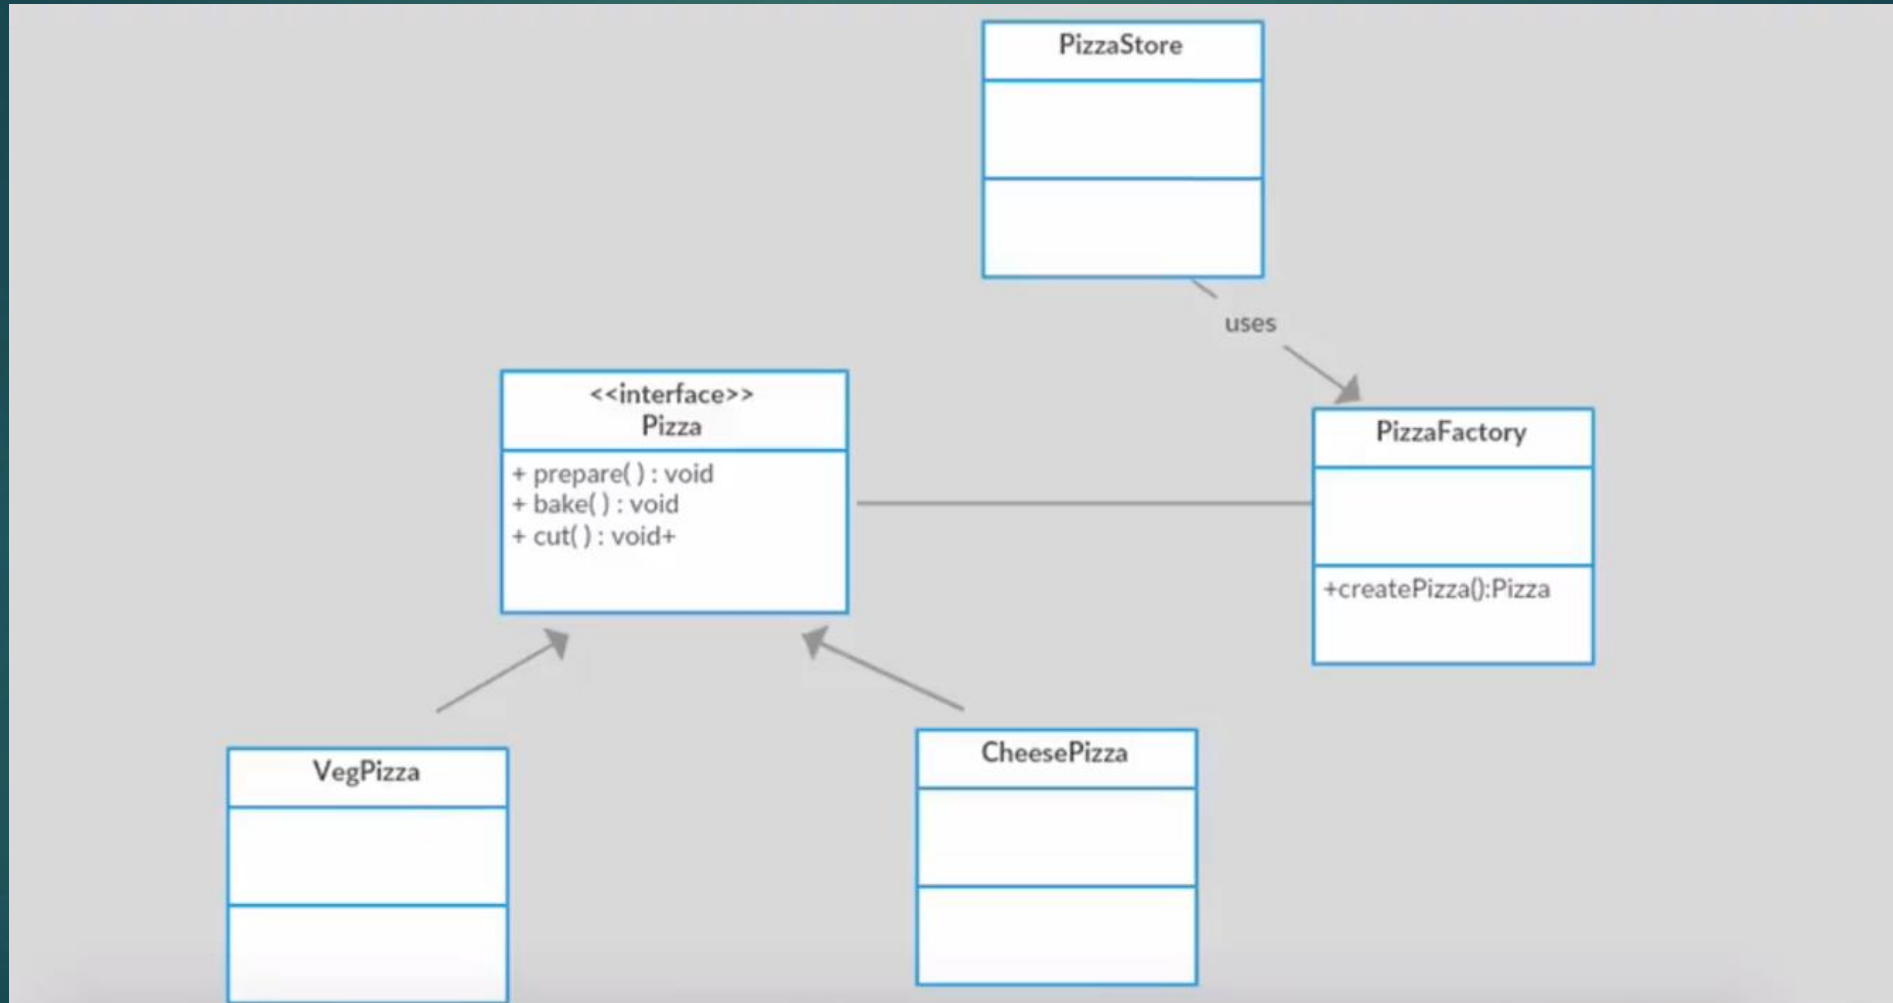 PizzaStore
uses
<<interface>>
Pizza
+ prepare( ) : void
+ bake( ) : void
+ cut( ) : void+
PizzaFactory
+createPizza():Pizza
VegPizza
CheesePizza